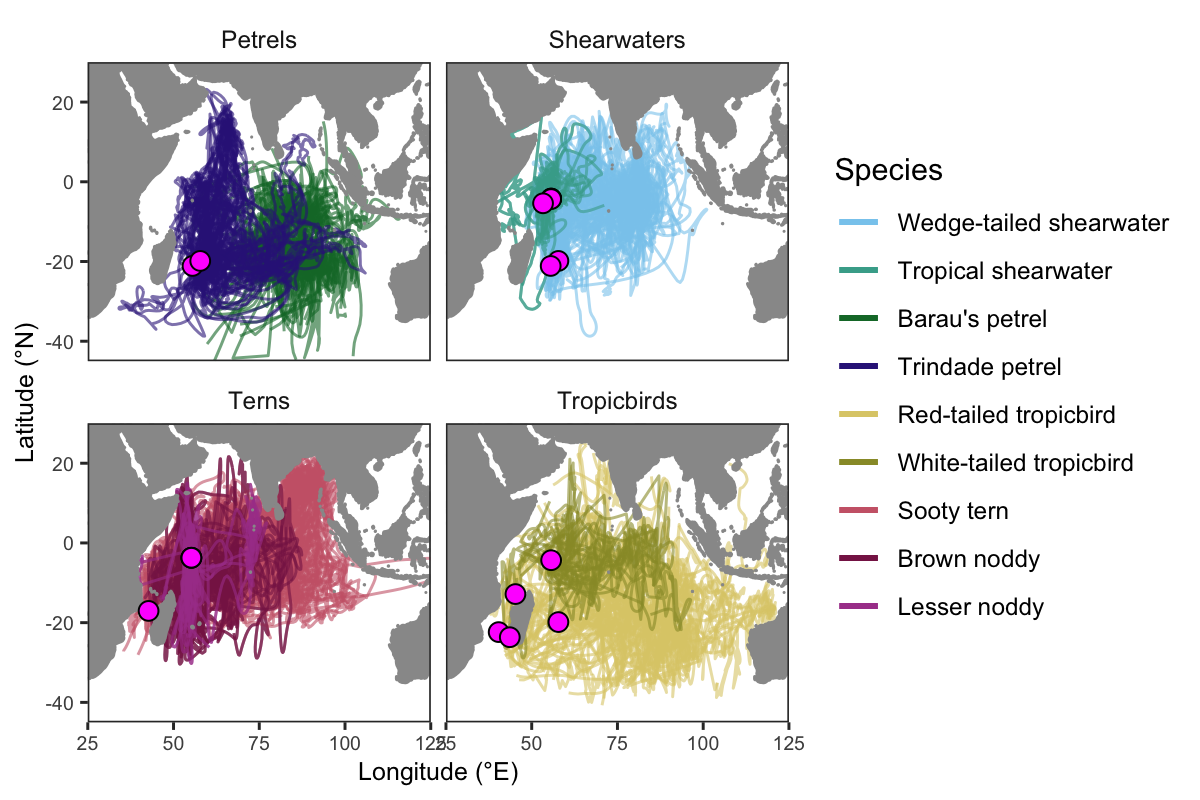 Petrels
Shearwaters
20
0
-20
-40
Terns
Tropicbirds
20
0
-20
-40
25 50 75 100 125
25 50 75 100 125
Longitude (°E)
Latitude (°N)
Species
Wedge-tailed shearwater
Tropical shearwater
Barau's petrel
Trindade petrel
Red-tailed tropicbird
White-tailed tropicbird
Sooty tern
Brown noddy
Lesser noddy